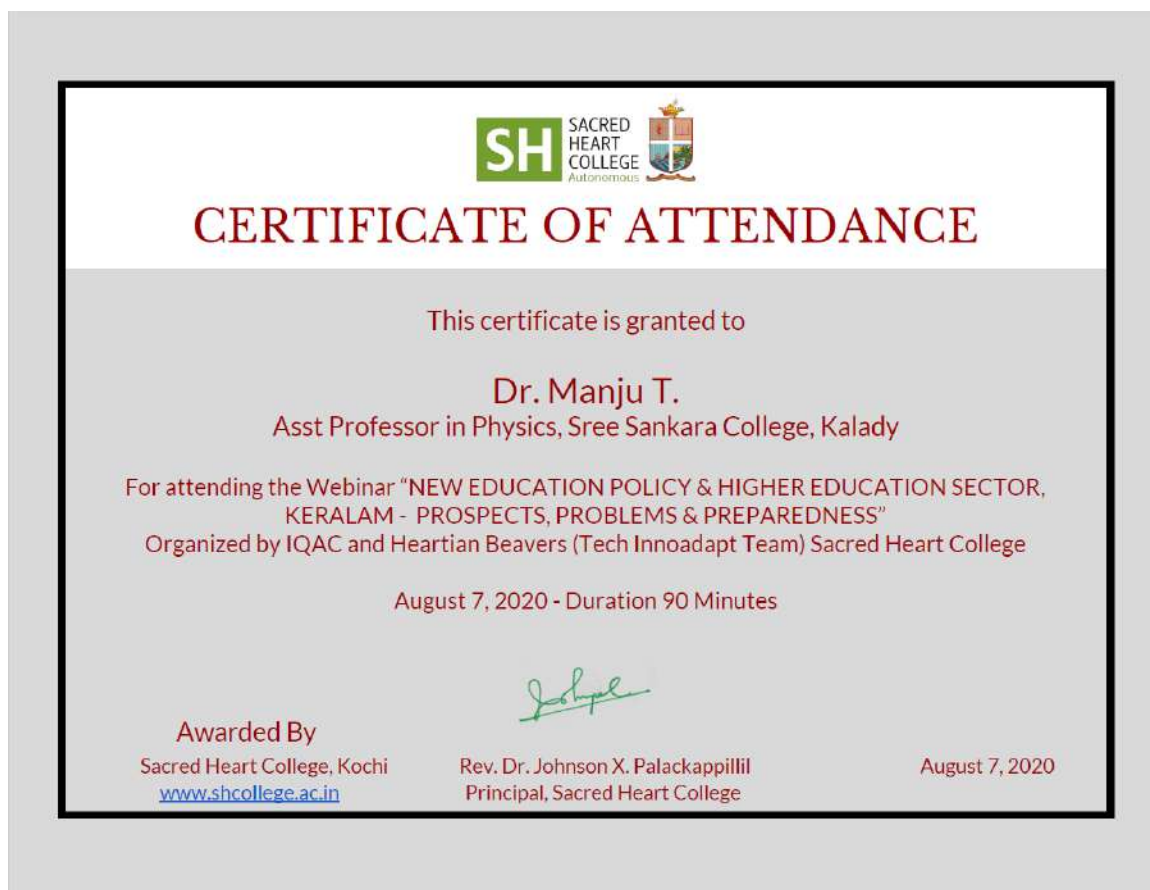 SH
SACRED
HEART
COLLEGE
Autonomous
CERTIFICATE OF ATTENDANCE
This certificate is granted to
Dr. Manju T.
Asst Professor in Physics, Sree Sankara College, Kalady
For attending the Webinar “NEW EDUCATION POLICY & HIGHER EDUCATION SECTOR,
KERALAM - PROSPECTS, PROBLEMS & PREPAREDNESS”
Organized by IQAC and Heartian Beavers (Tech Innoadapt Team) Sacred Heart College
August 7, 2020 - Duration 90 Minutes
Awarded By
Sacred Heart College, Kochi
www.shcollege.ac.in
Rev. Dr. Johnson X. Palackappillil
Principal, Sacred Heart College
August 7, 2020